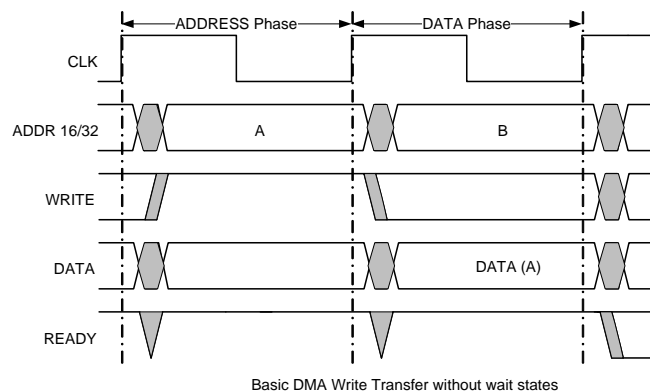 ADDRESS Phase DATA Phase
CLK
ADDR 16/32 A B
WRITE
DATA DATA (A)
READY
Basic DMA Write Transfer without wait states